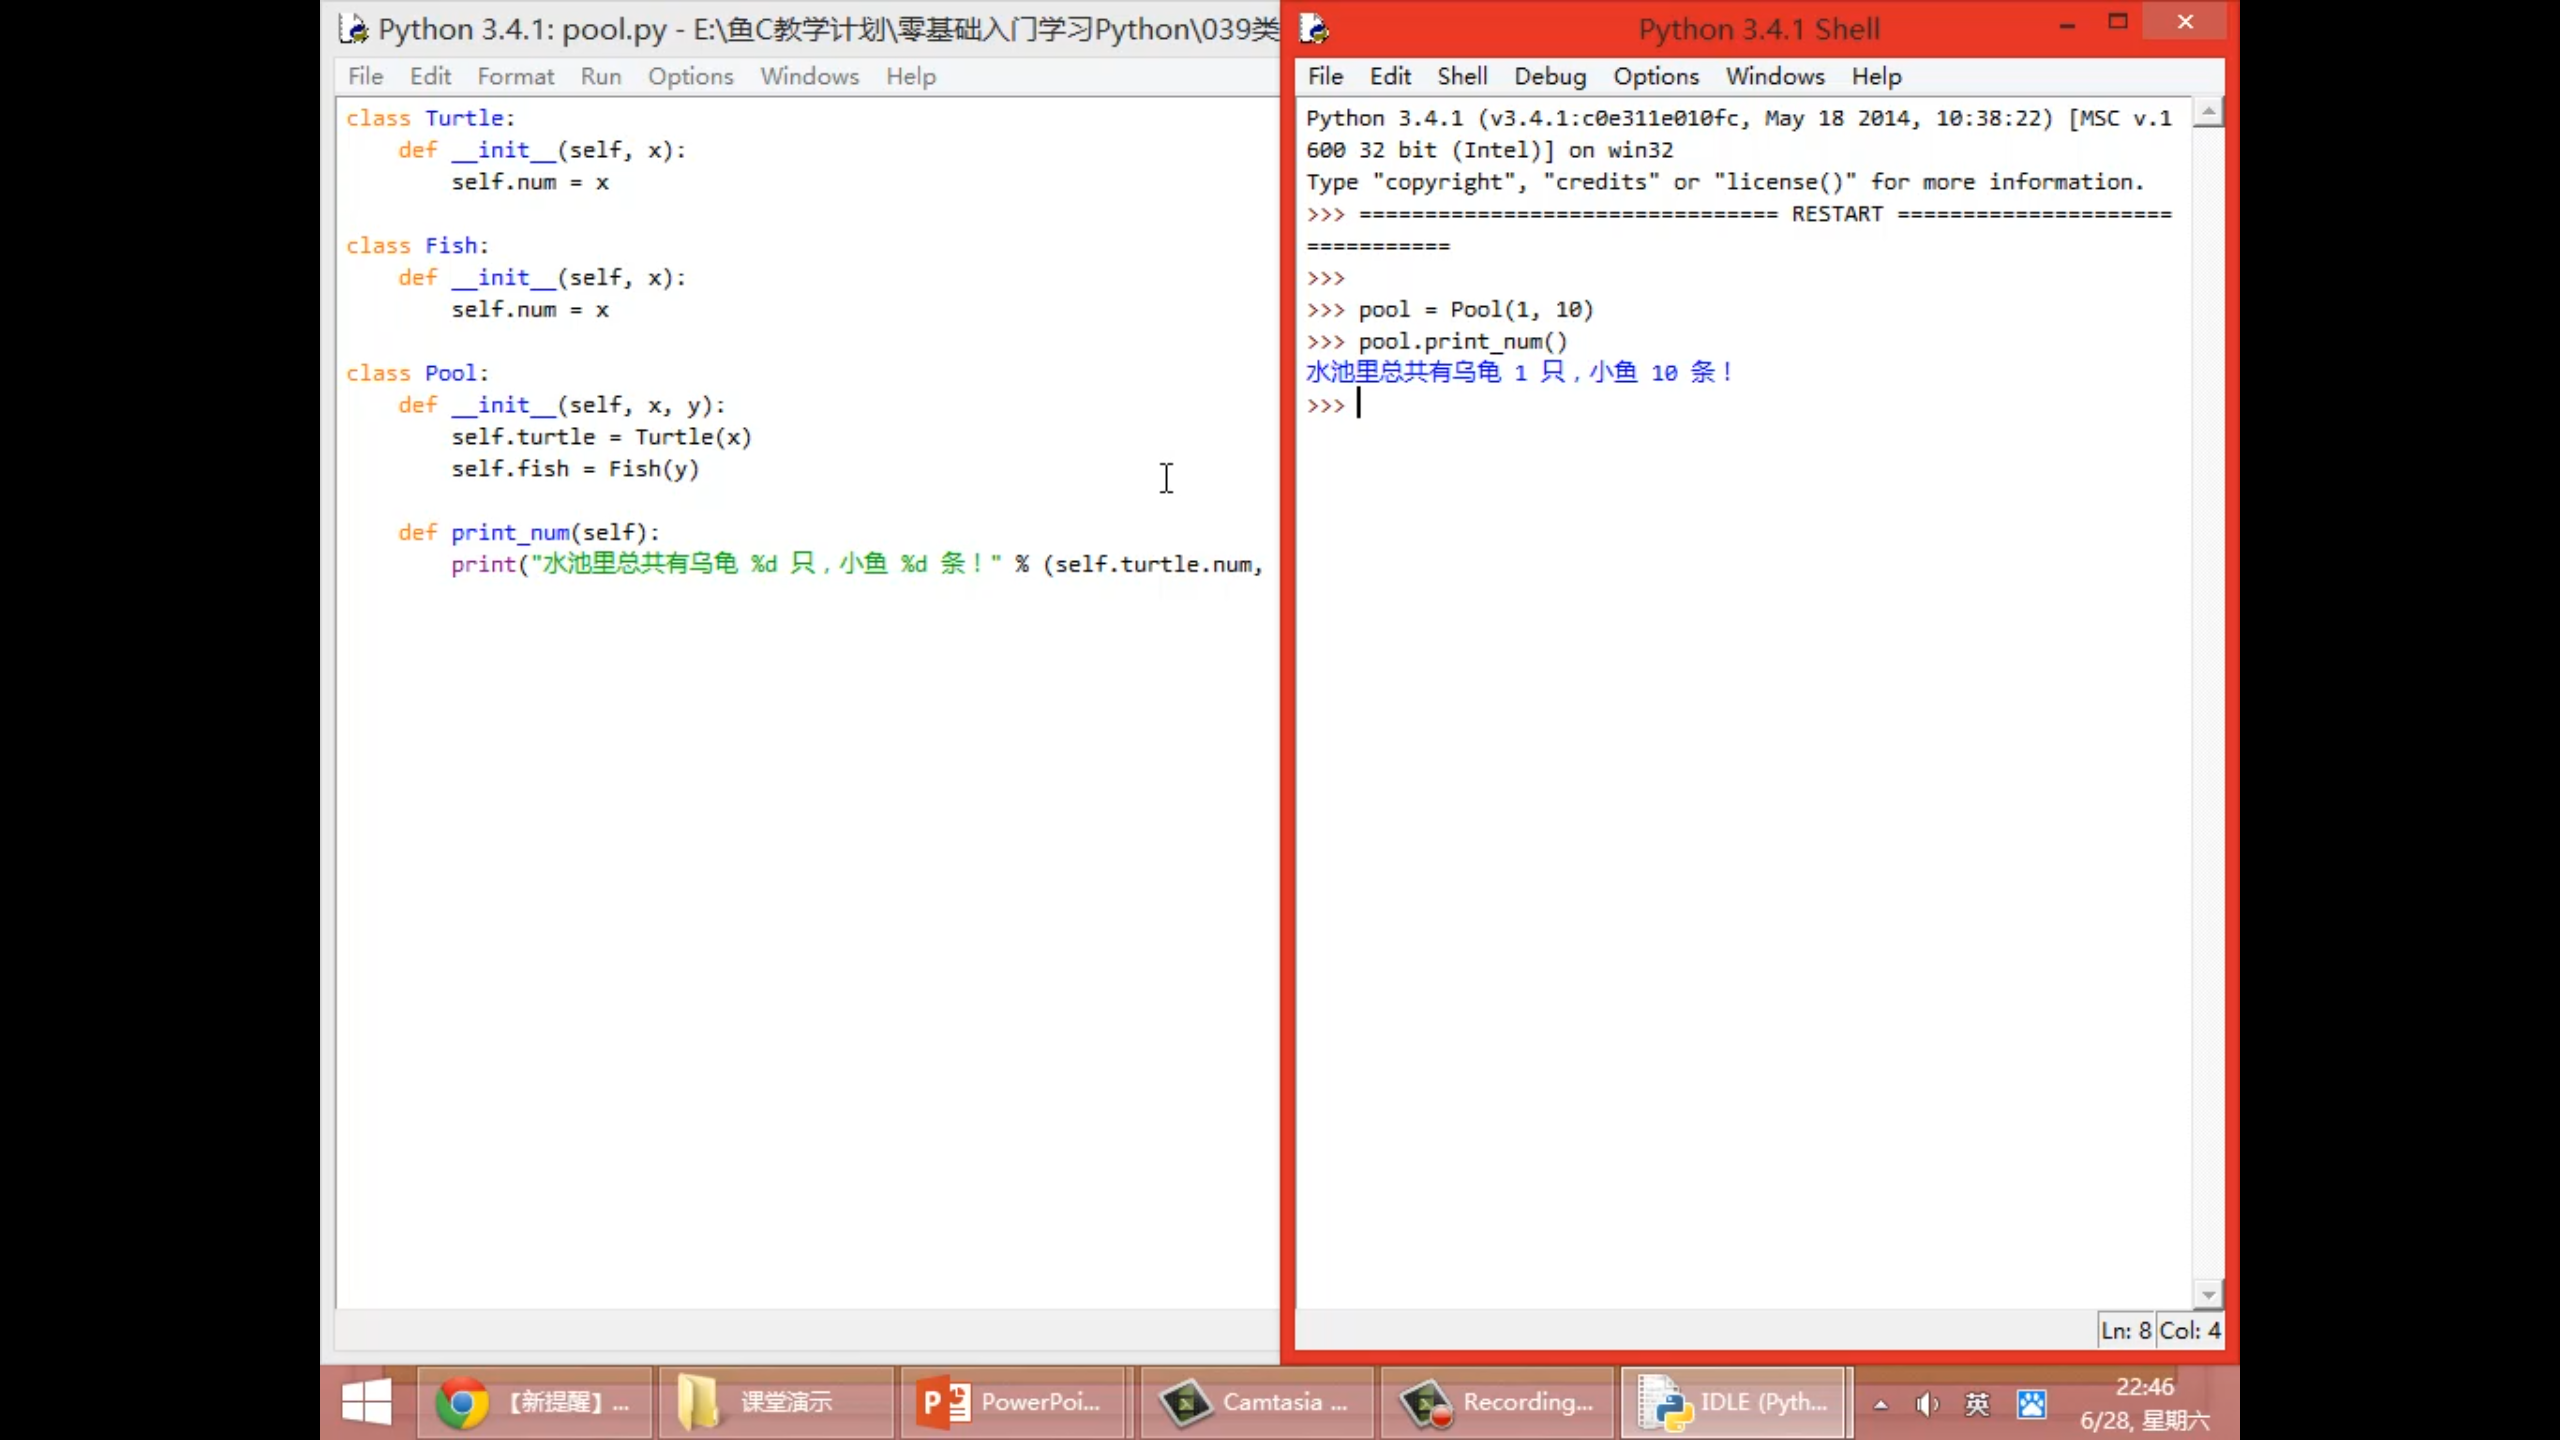 Python 3.4.1: pool.py - E:\鱼C教学计划\零基础入门学习Python\039类
File Edit Format Run Options Windows Help
class Turtle:
    def __init__(self, x):
        self.num = x

class Fish:
    def __init__(self, x):
        self.num = x

class Pool:
    def __init__(self, x, y):
        self.turtle = Turtle(x)
        self.fish = Fish(y)

    def print_num(self):
        print("水池里总共有乌龟 %d 只，小鱼 %d 条！" % (self.turtle.num,
Python 3.4.1 Shell
File Edit Shell Debug Options Windows Help
Python 3.4.1 (v3.4.1:c0e311e010fc, May 18 2014, 10:38:22) [MSC v.1
600 32 bit (Intel)] on win32
Type "copyright", "credits" or "license()" for more information.
>>> ================================ RESTART =====================
===========
>>>
>>> pool = Pool(1, 10)
>>> pool.print_num()
水池里总共有乌龟 1 只，小鱼 10 条！
>>>
Ln: 8 Col: 4
【新提醒】... 课堂演示 PowerPoi... Camtasia ... Recording... IDLE (Pyth... 英 22:46
6/28, 星期六